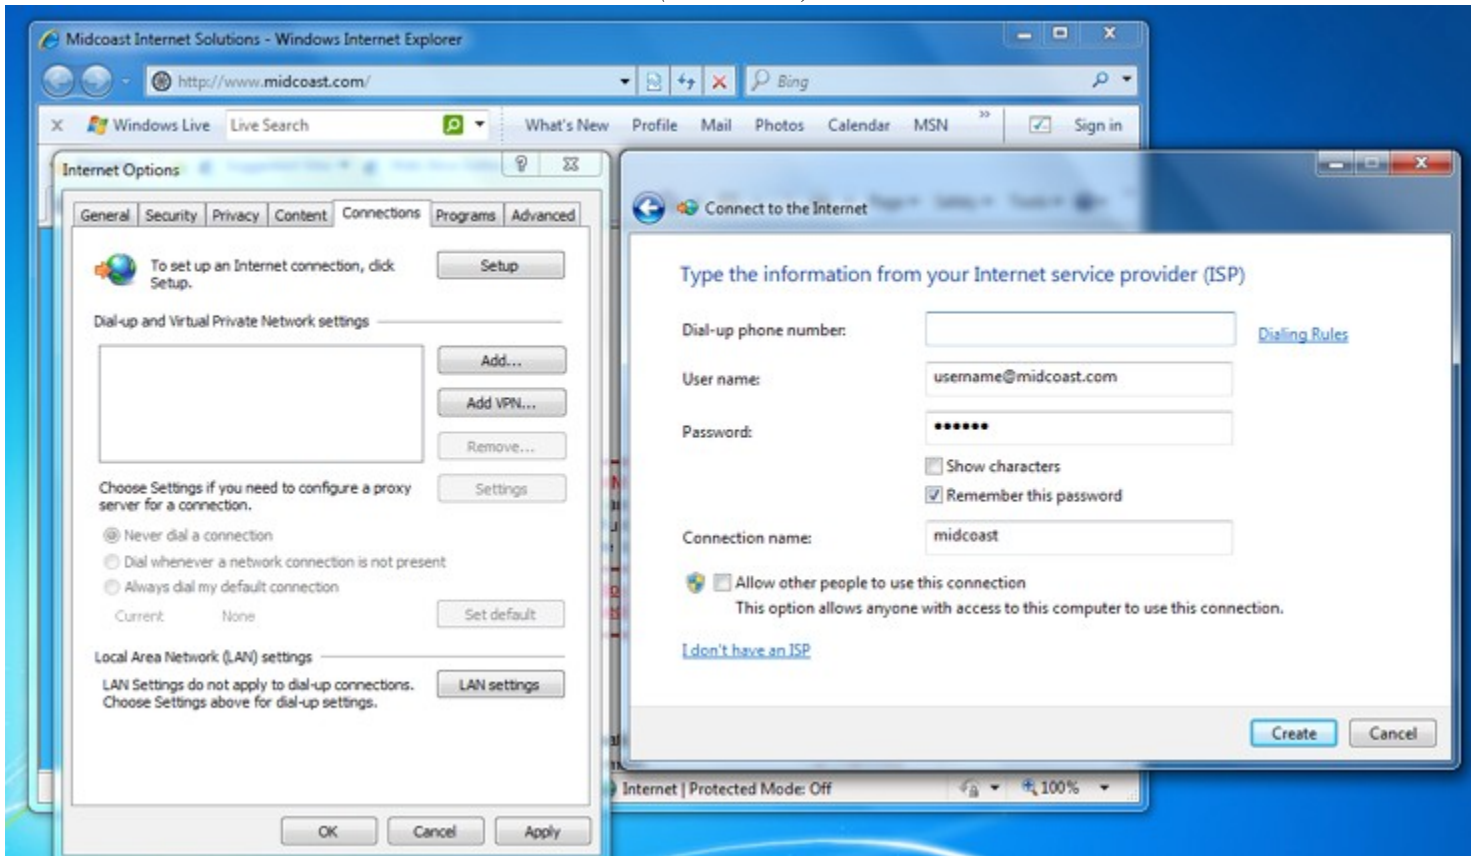 Midcoast Internet Solutions - Windows Internet Explorer
http://www.midcoast.com/
Bing
x Windows Live Live Search What's New Profile Mail Photos Calendar MSN » Sign in
Internet Options
General Security Privacy Content Connections Programs Advanced
To set up an Internet connection, click
Setup.
Setup
Dial-up and Virtual Private Network settings
Add...
Add VPN...
Remove...
Choose Settings if you need to configure a proxy
server for a connection.
Settings
Never dial a connection
Dial whenever a network connection is not present
Always dial my default connection
Current None
Set default
Local Area Network (LAN) settings
LAN Settings do not apply to dial-up connections.
Choose Settings above for dial-up settings.
LAN settings
OK Cancel Apply
Connect to the Internet
Type the information from your Internet service provider (ISP)
Dial-up phone number:
Dialing Rules
User name: username@midcoast.com
Password: ••••••
Show characters
Remember this password
Connection name: midcoast
Allow other people to use this connection
This option allows anyone with access to this computer to use this connection.
I don't have an ISP
Create Cancel
Internet | Protected Mode: Off 100%